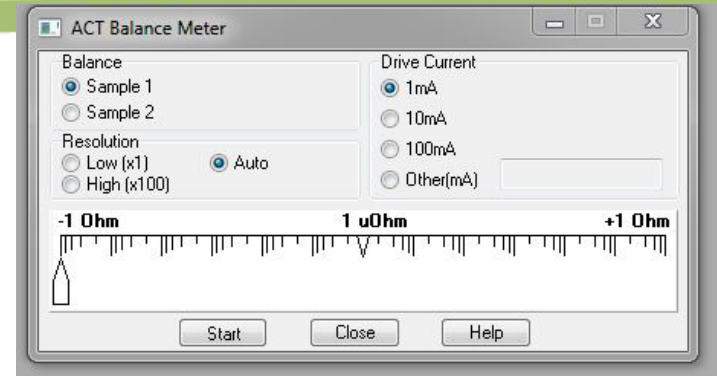 ACT Balance Meter
Balance
Sample 1
Sample 2
Resolution
Low (x1) Auto
High (x100)
Drive Current
1mA
10mA
100mA
Other(mA)
-1 Ohm 1 uOhm +1 Ohm
Start Close Help